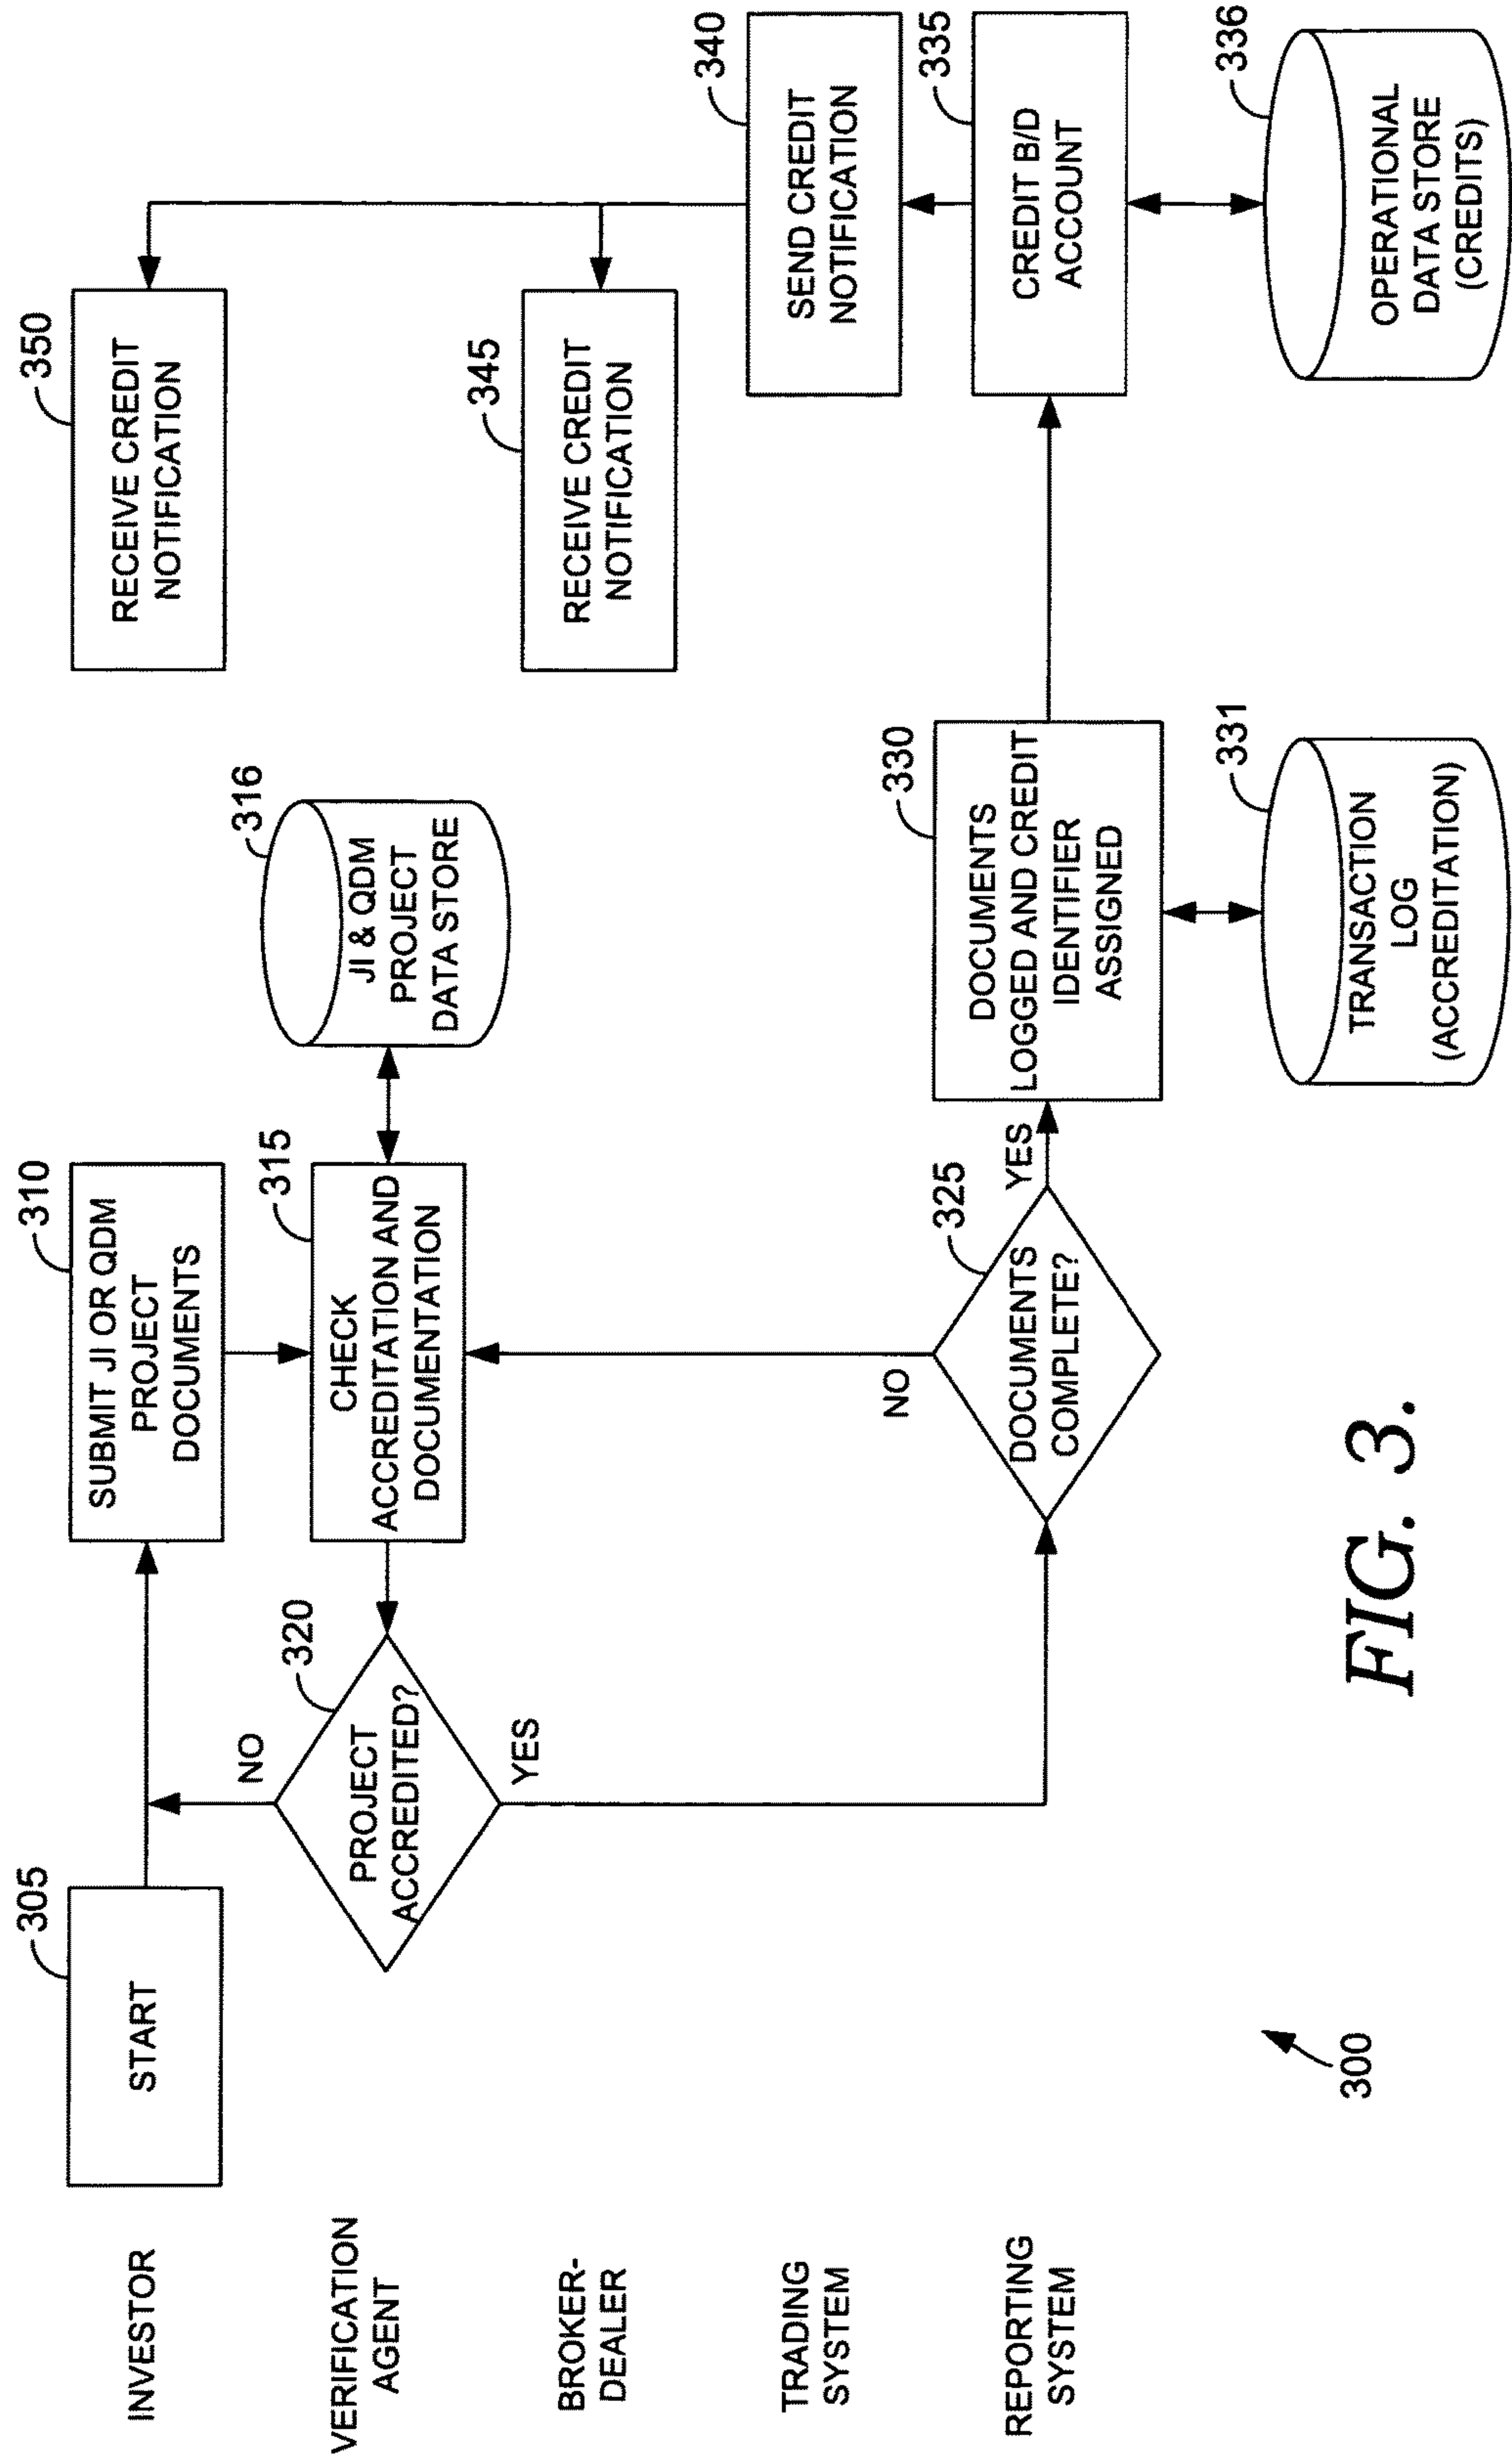 INVESTOR
VERIFICATION
AGENT
BROKER-
DEALER
TRADING
SYSTEM
REPORTING
SYSTEM
305
START
310
SUBMIT JI OR QDM
PROJECT
DOCUMENTS
315
CHECK
ACCREDITATION AND
DOCUMENTATION
316
JI & QDM
PROJECT
DATA STORE
320
PROJECT
ACCREDITED?
NO
YES
325
DOCUMENTS
COMPLETE?
NO
YES
330
DOCUMENTS
LOGGED AND CREDIT
IDENTIFIER
ASSIGNED
331
TRANSACTION
LOG
(ACCREDITATION)
335
CREDIT B/D
ACCOUNT
336
OPERATIONAL
DATA STORE
(CREDITS)
340
SEND CREDIT
NOTIFICATION
345
RECEIVE CREDIT
NOTIFICATION
350
RECEIVE CREDIT
NOTIFICATION
300
FIG. 3.